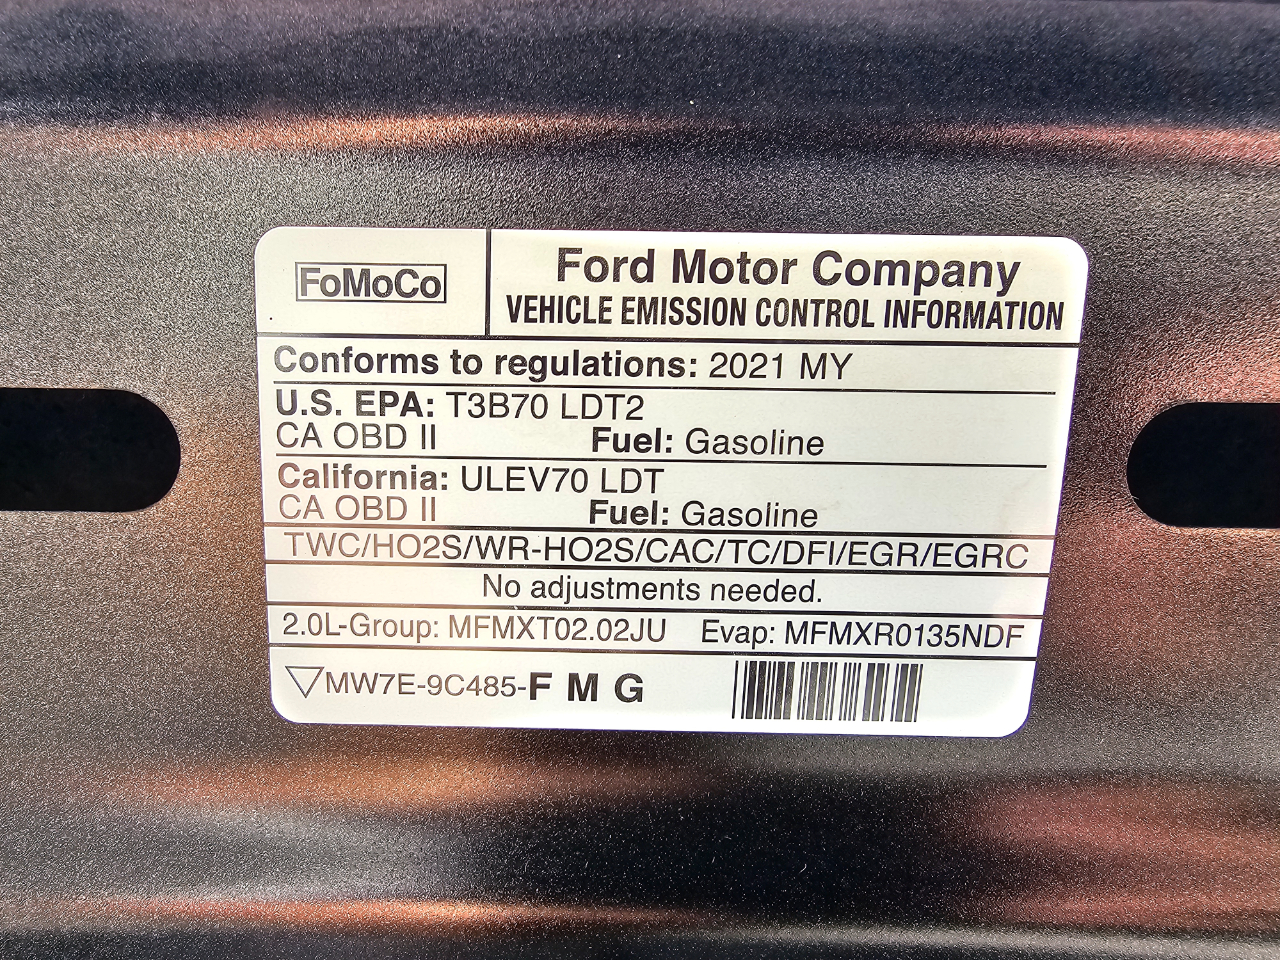 FoMoCo
Ford Motor Company
VEHICLE EMISSION CONTROL INFORMATION
Conforms to regulations: 2021 MY
U.S. EPA: T3B70 LDT2
CA OBD II Fuel: Gasoline
California: ULEV70 LDT
CA OBD II Fuel: Gasoline
TWC/HO2S/WR-HO2S/CAC/TC/DFI/EGR/EGRC
No adjustments needed.
2.0L-Group: MFMXT02.02JU Evap: MFMXR0135NDF
MW7E-9C485-F M G